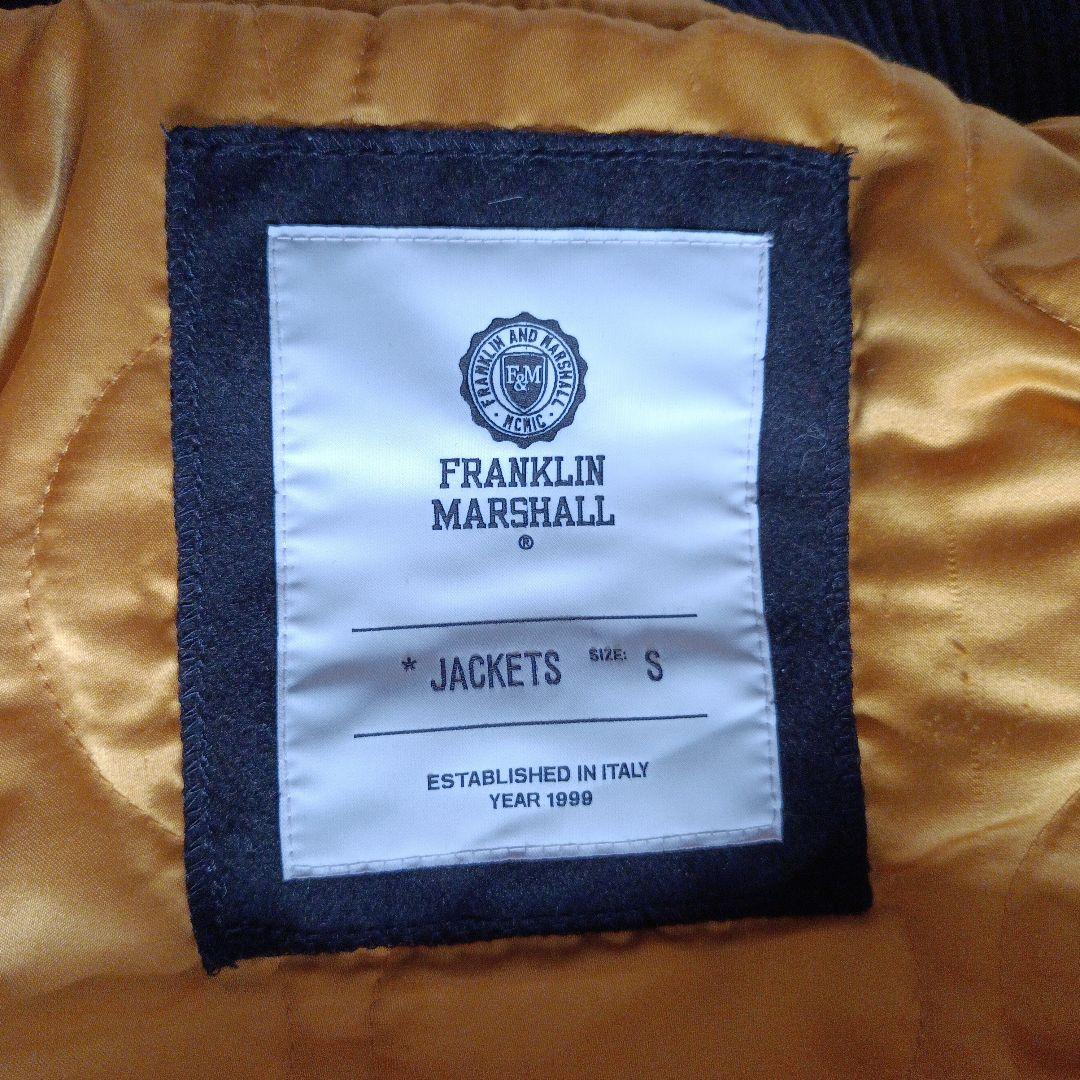 FRANKLIN AND MARSHALL
F&M
· MCMIC ·
FRANKLIN
MARSHALL
®
* JACKETS SIZE: S
ESTABLISHED IN ITALY
YEAR 1999